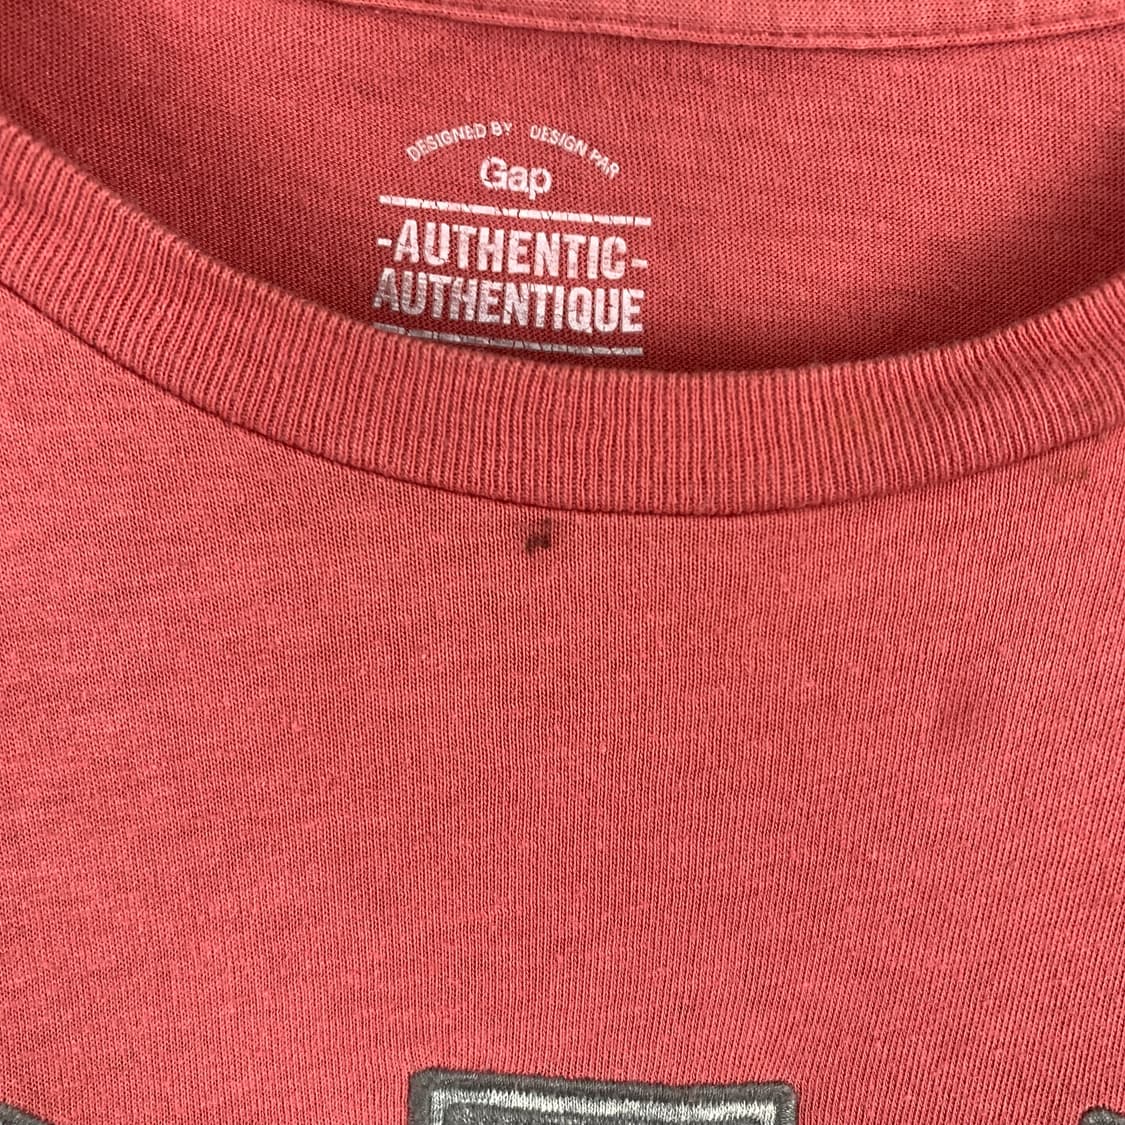 DESIGNED BY DESIGN PAR
Gap
-AUTHENTIC-
AUTHENTIQUE